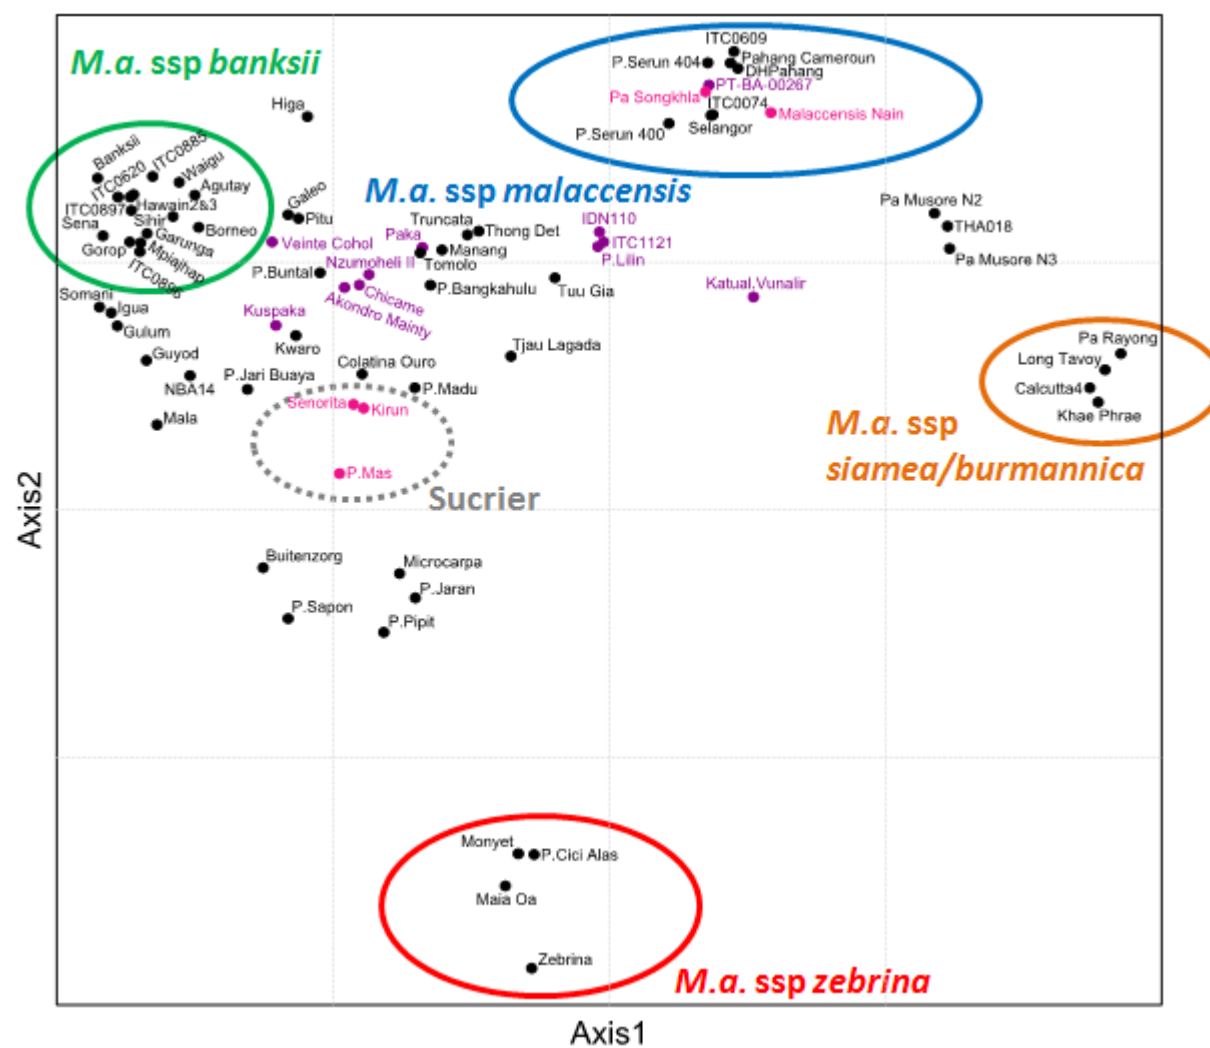 M.a. ssp banksii
ITC0609
P.Serun 404
Pahang Cameroun
DHPahang
PT-BA-00267
Pa Songkhla
ITC0074
Malaccensis Nain
Selangor
P.Serun 400
Higa
Banksii
ITC0885
ITC0620
Waigu
Agutay
ITC0897
Hawain2&3
Sena
Sihir
Borneo
Garunga
Gorop
Mpiajhap
ITC0896
M.a. ssp malaccensis
Galeo
Pitu
Veinte Cohol
Truncata
Thong Det
Paka
Manang
Tomolo
IDN110
ITC1121
P.Lilin
Pa Musore N2
THA018
Pa Musore N3
P.Buntal
Nzumoheli II
Chicame
Akondro Mainty
P.Bangkahulu
Tuu Gia
Katual.Vunalir
Somani
Igua
Gulum
Kuspaka
Kwaro
Guyod
NBA14
P.Jari Buaya
Colatina Ouro
Tjau Lagada
P.Madu
Pa Rayong
Long Tavoy
Calcutta4
Khae Phrae
Mala
Senorita
Kirun
P.Mas
Sucrier
M.a. ssp
siamea/burmannica
Axis2
Buitenzorg
Microcarpa
P.Jaran
P.Sapon
P.Pipit
Monyet
P.Cici Alas
Maia Oa
Zebrina
M.a. ssp zebrina
Axis1